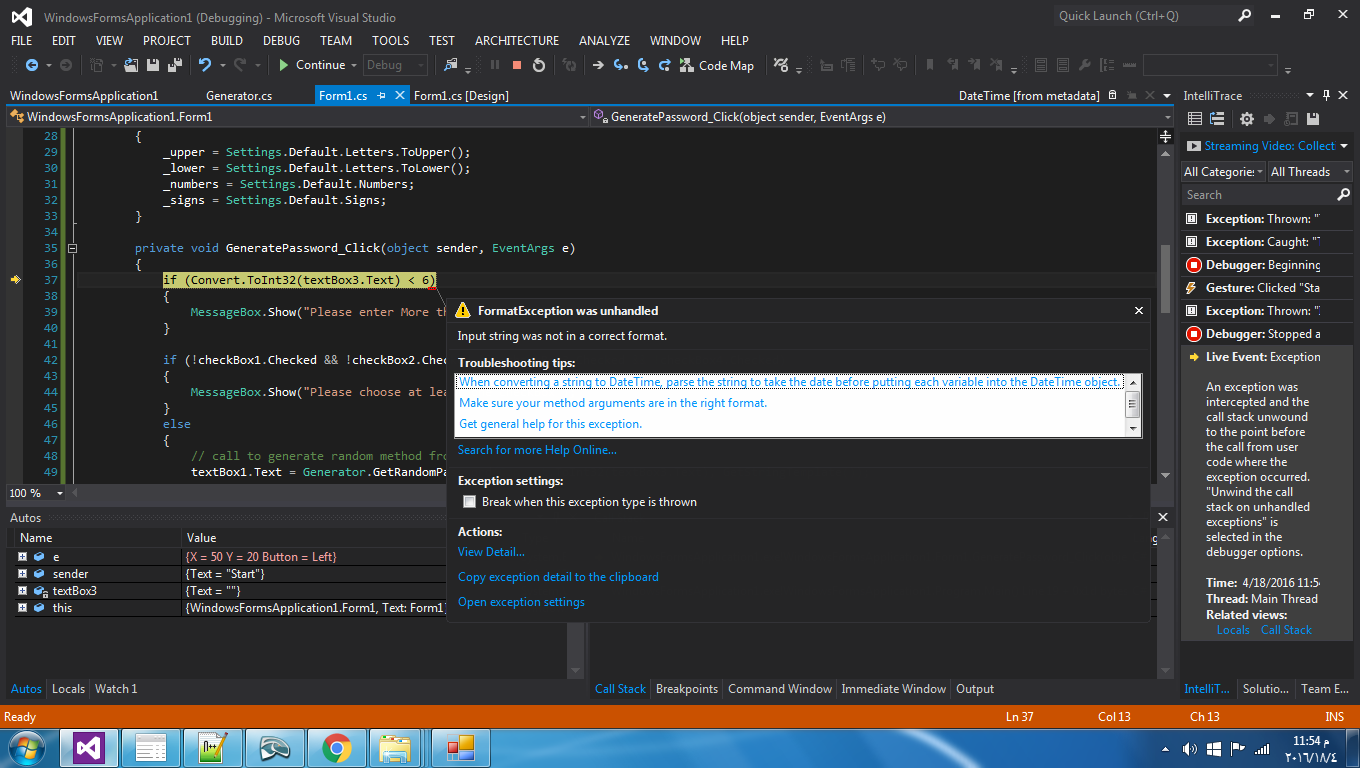 WindowsFormsApplication1 (Debugging) - Microsoft Visual Studio
Quick Launch (Ctrl+Q)
FILE EDIT VIEW PROJECT BUILD DEBUG TEAM TOOLS TEST ARCHITECTURE ANALYZE WINDOW HELP
Continue Debug Code Map
WindowsFormsApplication1 Generator.cs Form1.cs Form1.cs [Design] DateTime [from metadata]
WindowsFormsApplication1.Form1 GeneratePassword_Click(object sender, EventArgs e)
28 {
29 _upper = Settings.Default.Letters.ToUpper();
30 _lower = Settings.Default.Letters.ToLower();
31 _numbers = Settings.Default.Numbers;
32 _signs = Settings.Default.Signs;
33 }
34
35 private void GeneratePassword_Click(object sender, EventArgs e)
36 {
37 if (Convert.ToInt32(textBox3.Text) < 6)
38 {
39 MessageBox.Show("Please enter More th
40 }
41
42 if (!checkBox1.Checked && !checkBox2.Chec
43 {
44 MessageBox.Show("Please choose at lea
45 }
46 else
47 {
48 // call to generate random method fro
49 textBox1.Text = Generator.GetRandomPa
100 %
FormatException was unhandled
Input string was not in a correct format.
Troubleshooting tips:
When converting a string to DateTime, parse the string to take the date before putting each variable into the DateTime object.
Make sure your method arguments are in the right format.
Get general help for this exception.
Search for more Help Online...
Exception settings:
Break when this exception type is thrown
Actions:
View Detail...
Copy exception detail to the clipboard
Open exception settings
Autos
Name Value
e {X = 50 Y = 20 Button = Left}
sender {Text = "Start"}
textBox3 {Text = ""}
this {WindowsFormsApplication1.Form1, Text: Form1}
Autos Locals Watch 1
Call Stack Breakpoints Command Window Immediate Window Output
IntelliTrace
Streaming Video: Collect
All Categories All Threads
Search
Exception: Thrown: "
Exception: Caught: "
Debugger: Beginning
Gesture: Clicked "Sta
Exception: Thrown: "
Debugger: Stopped a
Live Event: Exception
An exception was
intercepted and the
call stack unwound
to the point before
the call from user
code where the
exception occurred.
"Unwind the call
stack on unhandled
exceptions" is
selected in the
debugger options.
Time: 4/18/2016 11:5
Thread: Main Thread
Related views:
Locals Call Stack
IntelliT... Solutio... Team E...
Ready Ln 37 Col 13 Ch 13 INS
11:54 م
٢٠١٦/١٨/٤